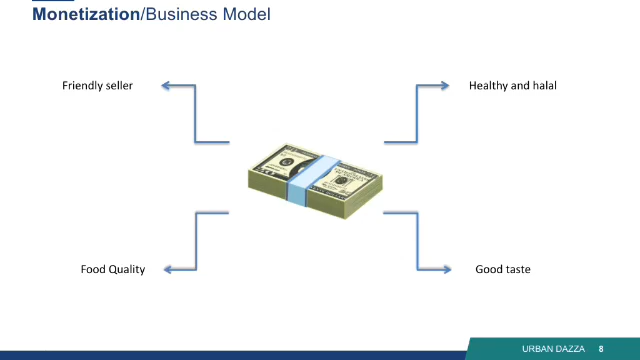 Monetization/Business Model
Friendly seller
Healthy and halal
Food Quality
Good taste
URBAN DAZZA 8